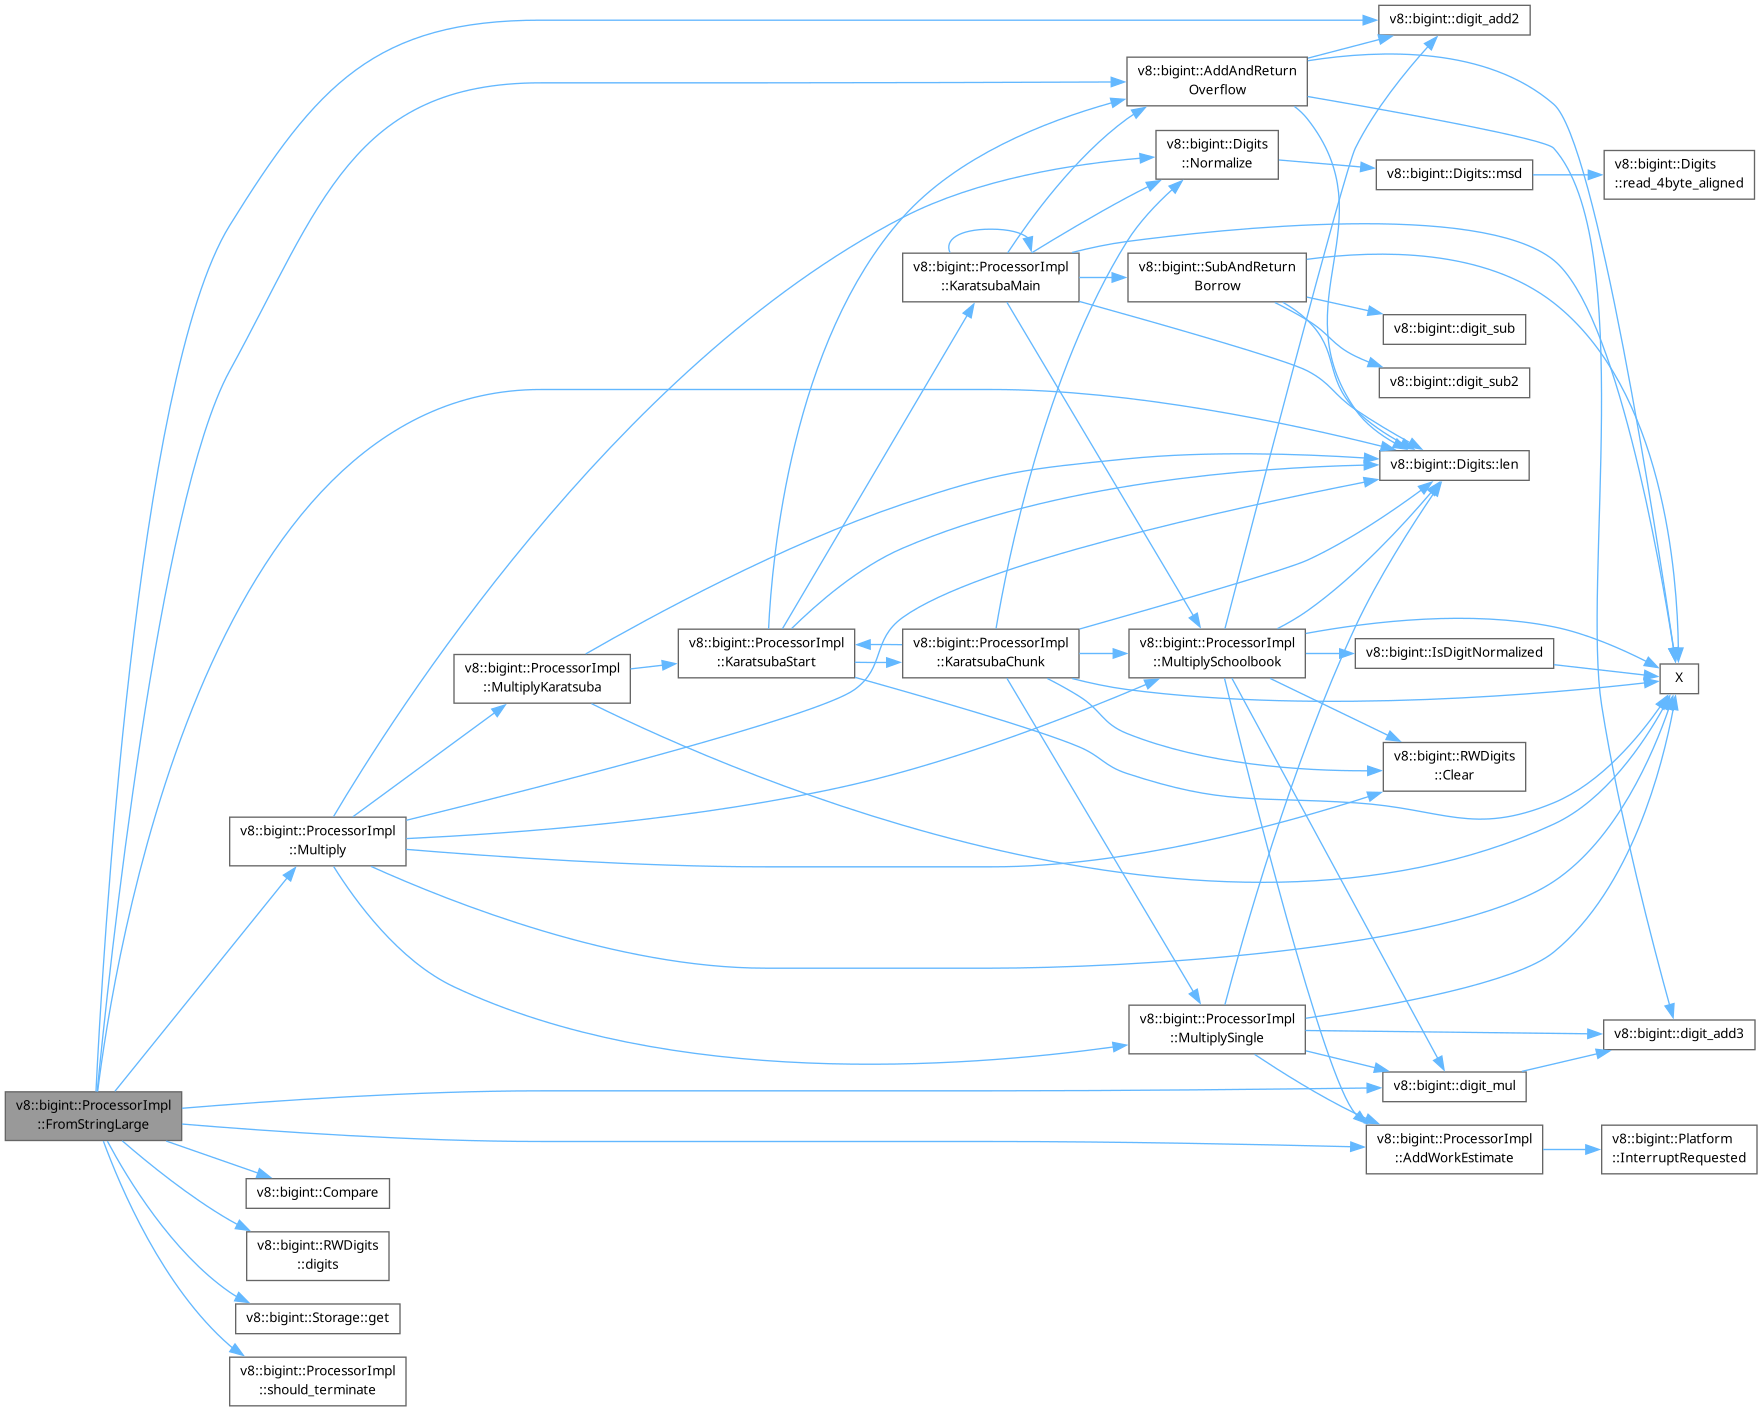 v8::bigint::digit_add2
v8::bigint::AddAndReturn
Overflow
v8::bigint::Digits
::Normalize
v8::bigint::Digits::msd
v8::bigint::Digits
::read_4byte_aligned
v8::bigint::ProcessorImpl
::KaratsubaMain
v8::bigint::SubAndReturn
Borrow
v8::bigint::digit_sub
v8::bigint::digit_sub2
v8::bigint::Digits::len
v8::bigint::ProcessorImpl
::MultiplyKaratsuba
v8::bigint::ProcessorImpl
::KaratsubaStart
v8::bigint::ProcessorImpl
::KaratsubaChunk
v8::bigint::ProcessorImpl
::MultiplySchoolbook
v8::bigint::IsDigitNormalized
X
v8::bigint::RWDigits
::Clear
v8::bigint::ProcessorImpl
::Multiply
v8::bigint::ProcessorImpl
::MultiplySingle
v8::bigint::digit_add3
v8::bigint::digit_mul
v8::bigint::ProcessorImpl
::FromStringLarge
v8::bigint::ProcessorImpl
::AddWorkEstimate
v8::bigint::Platform
::InterruptRequested
v8::bigint::Compare
v8::bigint::RWDigits
::digits
v8::bigint::Storage::get
v8::bigint::ProcessorImpl
::should_terminate